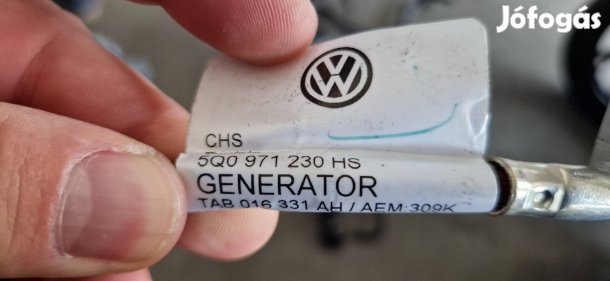 Jófogás
CHS
5Q0 971 230 HS
GENERATOR
TAB 016 331 AH / AEM:309K